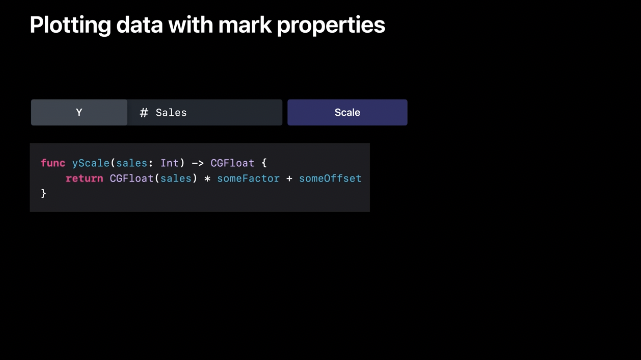 Plotting data with mark properties
Y # Sales Scale
func yScale(sales: Int) -> CGFloat {
return CGFloat(sales) * someFactor + someOffset
}